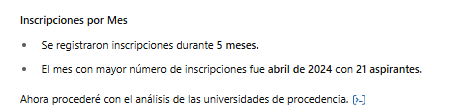 Inscripciones por Mes
• Se registraron inscripciones durante 5 meses.
• El mes con mayor número de inscripciones fue abril de 2024 con 21 aspirantes.
Ahora procederé con el análisis de las universidades de procedencia. [>-]